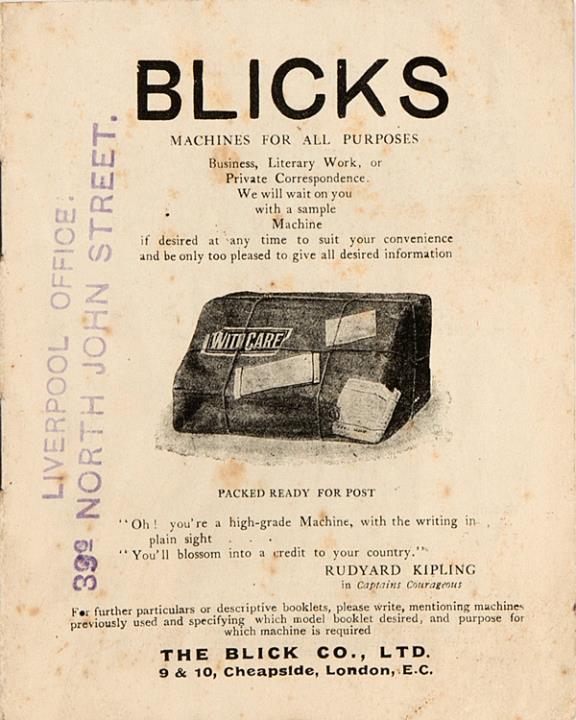 BLICKS
MACHINES FOR ALL PURPOSES
Business, Literary Work, or
Private Correspondence.
We will wait on you
with a sample
Machine
if desired at any time to suit your convenience
and be only too pleased to give all desired information
WITH CARE
PACKED READY FOR POST
"Oh! you're a high-grade Machine, with the writing in
plain sight . . .
"You'll blossom into a credit to your country."
RUDYARD KIPLING
in Captains Courageous
For further particulars or descriptive booklets, please write, mentioning machines
previously used and specifying which model booklet desired, and purpose for
which machine is required
THE BLICK CO., LTD.
9 & 10, Cheapside, London, E.C.
LIVERPOOL OFFICE:
NORTH JOHN STREET.